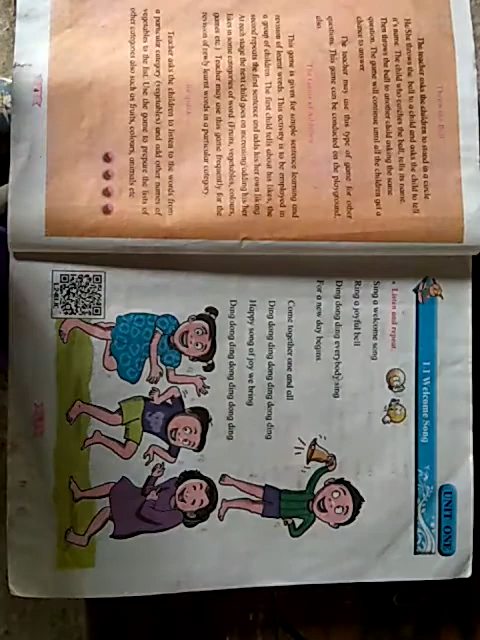 Throw the Ball
The teacher asks the children to stand in a circle.
He/She throws the ball to a child and asks the child to tell
it's name. The child who catches the ball, tells its name.
Then throws the ball to another child asking the same
question. The game will continue until all the children get a
chance to answer.
The teacher may use this type of game for other
questions. This game can be conducted on the playground
also.
The Game of Addition
This game is given for simple sentence learning and
revision of learnt words. This activity is to be employed in
a group of children. The first child tells about his likes, the
second repeats the first sentence and adds his/her own liking.
At each stage the next child goes on increasing/adding his/her
likes in some categories of word. (Fruits, vegetables, colours,
games etc.) Teacher may use this game frequently for the
revision of newly learnt words in a particular category.
Teacher ask the children to listen to the words from
a particular category (vegetables) and add other names of
vegetables to the list. Use the game to prepare the lists of
other categories also such as fruits, colours, animals etc
UNIT ONE
1.1 Welcome Song
Listen and repeat.
Sing a welcome song
Ring a joyful bell
Ding dong ding everybody sing
For a new day begins.
Come together one and all
Ding dong ding dong ding dong ding
Happy song of joy we bring
Ding dong ding dong ding dong ding